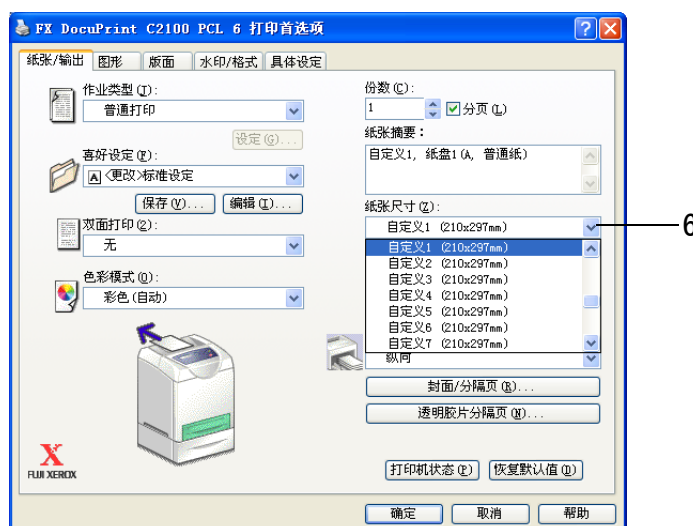 FX DocuPrint C2100 PCL 6 打印首选项
纸张/输出 图形 版面 水印/格式 具体设定
作业类型(T):
普通打印
设定(G)...
喜好设定(F):
A <更改>标准设定
保存(V)... 编辑(I)...
双面打印(2):
无
色彩模式(O):
彩色(自动)
份数(C):
1 分页(L)
纸张摘要：
自定义1, 纸盘1(A, 普通纸)
纸张尺寸(Z):
自定义1 (210x297mm)
6
自定义1 (210x297mm)
自定义2 (210x297mm)
自定义3 (210x297mm)
自定义4 (210x297mm)
自定义5 (210x297mm)
自定义6 (210x297mm)
自定义7 (210x297mm)
纵向
封面/分隔页(R)...
透明胶片分隔页(N)...
打印机状态(P) 恢复默认值(D)
X
FUJI XEROX
确定 取消 帮助